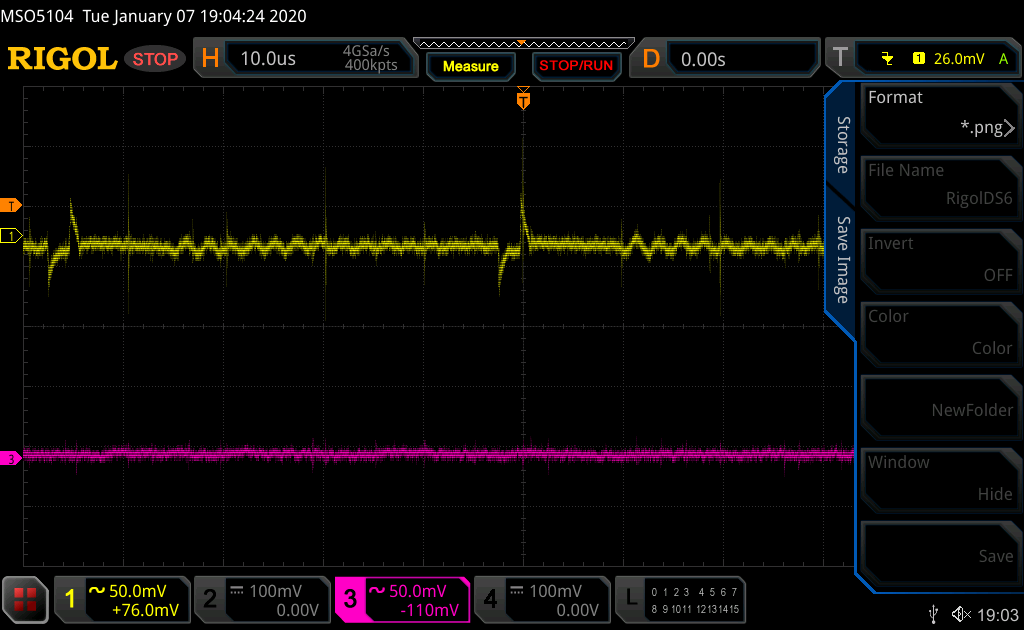 MSO5104 Tue January 07 19:04:24 2020
RIGOL STOP H 10.0us 4GSa/s 400kpts Measure STOP/RUN D 0.00s T 1 26.0mV A
T
Storage
Save Image
Format
*.png
File Name
RigolDS6
Invert
OFF
Color
Color
NewFolder
Window
Hide
Save
T
1
3
1 50.0mV +76.0mV
2 100mV 0.00V
3 50.0mV -110mV
4 100mV 0.00V
L 0 1 2 3 4 5 6 7
8 9 10 11 12 13 14 15
19:03